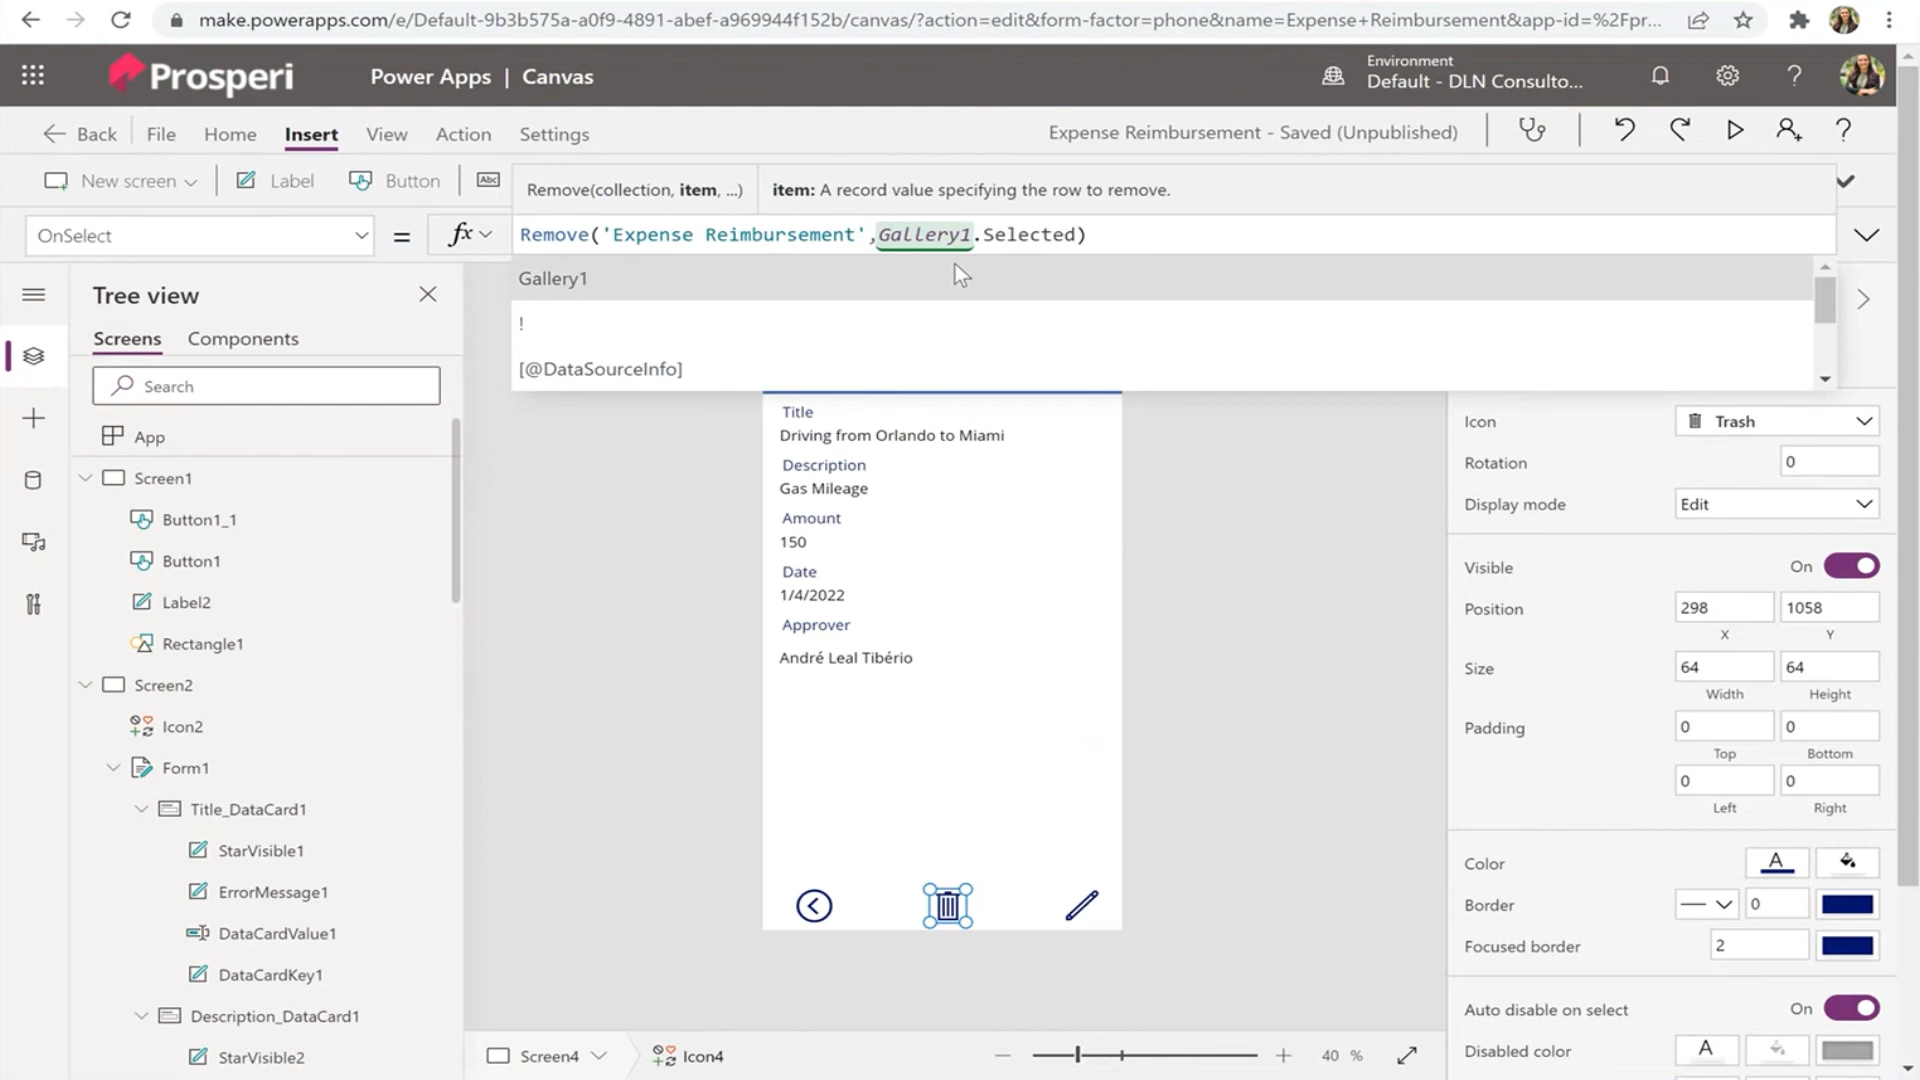 make.powerapps.com/e/Default-9b3b575a-a0f9-4891-abef-a969944f152b/canvas/?action=edit&form-factor=phone&name=Expense+Reimbursement&app-id=%2Fpr...
Prosperi
Power Apps | Canvas
Environment
Default - DLN Consulto...
Back File Home Insert View Action Settings
Expense Reimbursement - Saved (Unpublished)
New screen Label Button Abc
Remove(collection, item, ...) item: A record value specifying the row to remove.
OnSelect = fx Remove('Expense Reimbursement',Gallery1.Selected)
Gallery1
!
[@DataSourceInfo]
Tree view
Screens Components
Search
App
Screen1
Button1_1
Button1
Label2
Rectangle1
Screen2
Icon2
Form1
Title_DataCard1
StarVisible1
ErrorMessage1
DataCardValue1
DataCardKey1
Description_DataCard1
StarVisible2
Title
Driving from Orlando to Miami
Description
Gas Mileage
Amount
150
Date
1/4/2022
Approver
André Leal Tibério
Screen4 Icon4
40 %
Icon Trash
Rotation 0
Display mode Edit
Visible On
Position 298 1058
X Y
Size 64 64
Width Height
Padding 0 0
Top Bottom
0 0
Left Right
Color A
Border 0
Focused border 2
Auto disable on select On
Disabled color A